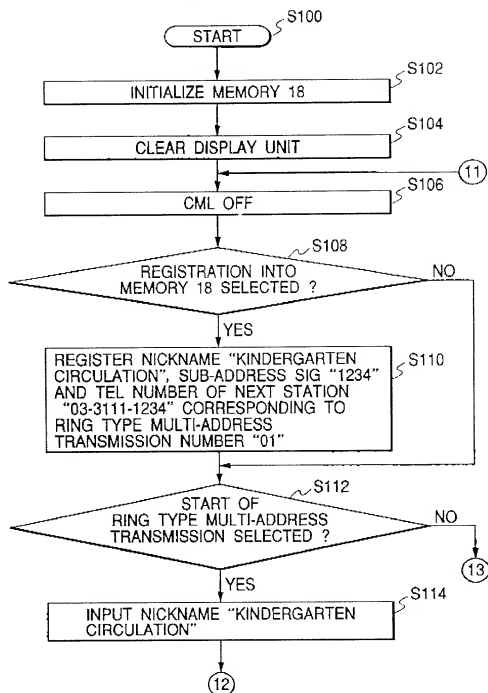 S100
START
S102
INITIALIZE MEMORY 18
S104
CLEAR DISPLAY UNIT
11
S106
CML OFF
S108
REGISTRATION INTO
MEMORY 18 SELECTED ?
NO
YES
S110
REGISTER NICKNAME “KINDERGARTEN
CIRCULATION”, SUB-ADDRESS SIG “1234”
AND TEL NUMBER OF NEXT STATION
“03-3111-1234” CORRESPONDING TO
RING TYPE MULTI-ADDRESS
TRANSMISSION NUMBER “01”
S112
START OF
RING TYPE MULTI-ADDRESS
TRANSMISSION SELECTED ?
NO
13
YES
S114
INPUT NICKNAME “KINDERGARTEN
CIRCULATION”
12